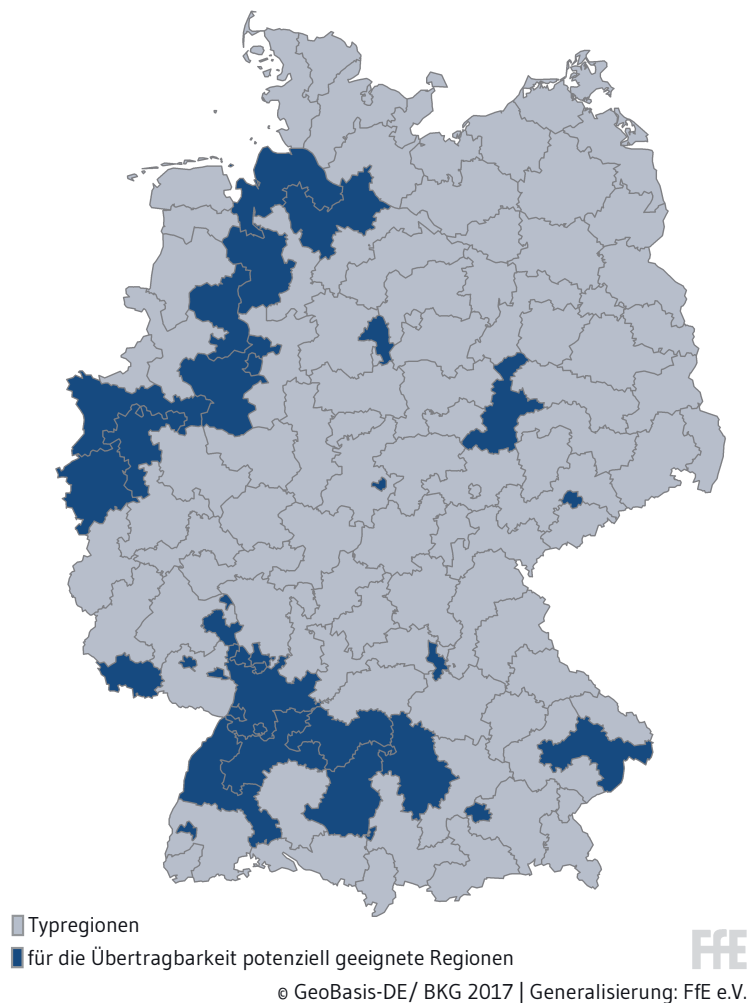 Typregionen
für die Übertragbarkeit potenziell geeignete Regionen
FfE
© GeoBasis-DE/ BKG 2017 | Generalisierung: FfE e.V.